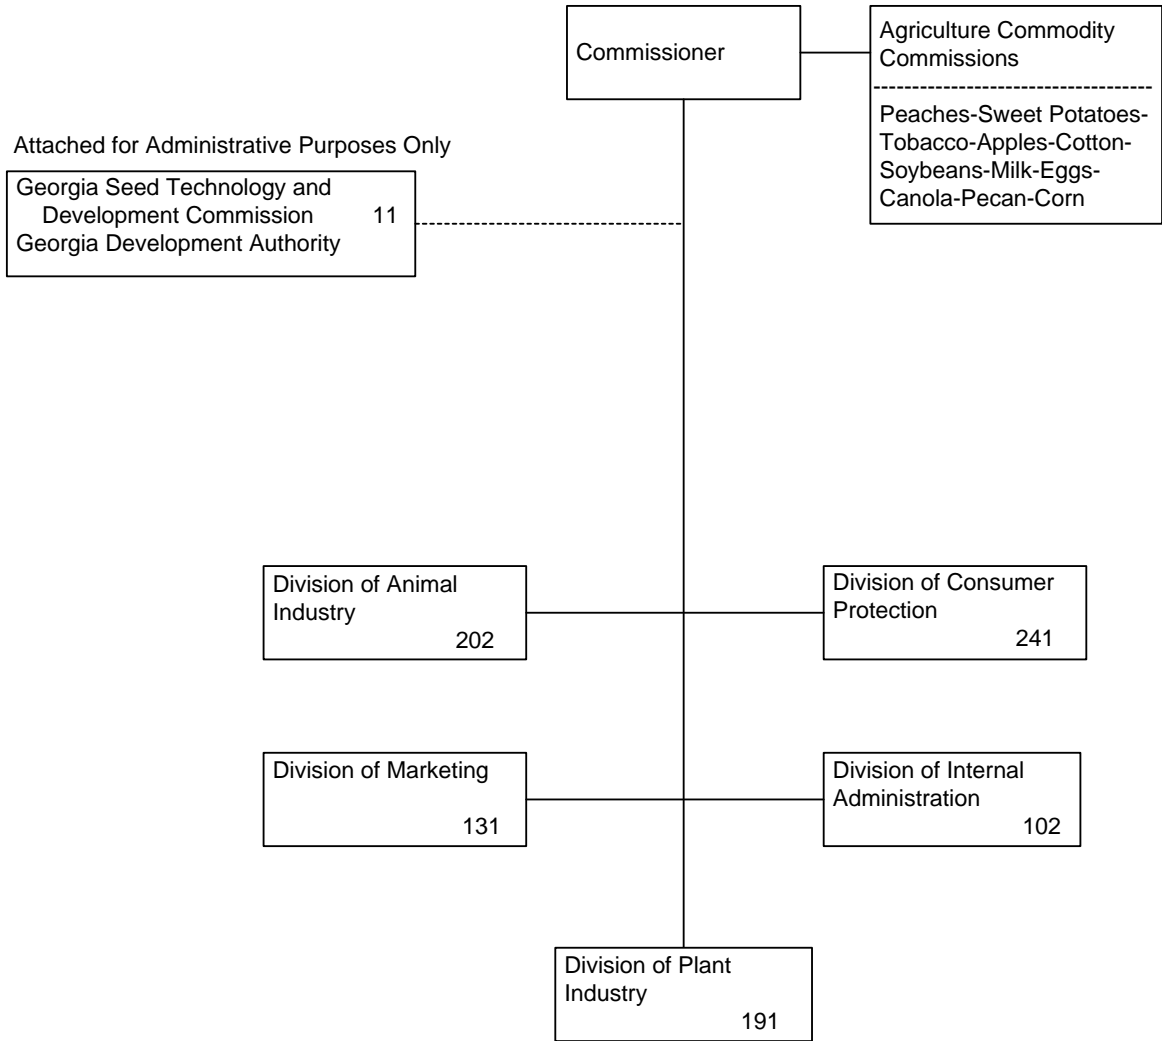 Commissioner
Agriculture Commodity
Commissions
Peaches-Sweet Potatoes-
Tobacco-Apples-Cotton-
Soybeans-Milk-Eggs-
Canola-Pecan-Corn
Attached for Administrative Purposes Only
Georgia Seed Technology and
Development Commission 11
Georgia Development Authority
Division of Animal
Industry
202
Division of Consumer
Protection
241
Division of Marketing
131
Division of Internal
Administration
102
Division of Plant
Industry
191